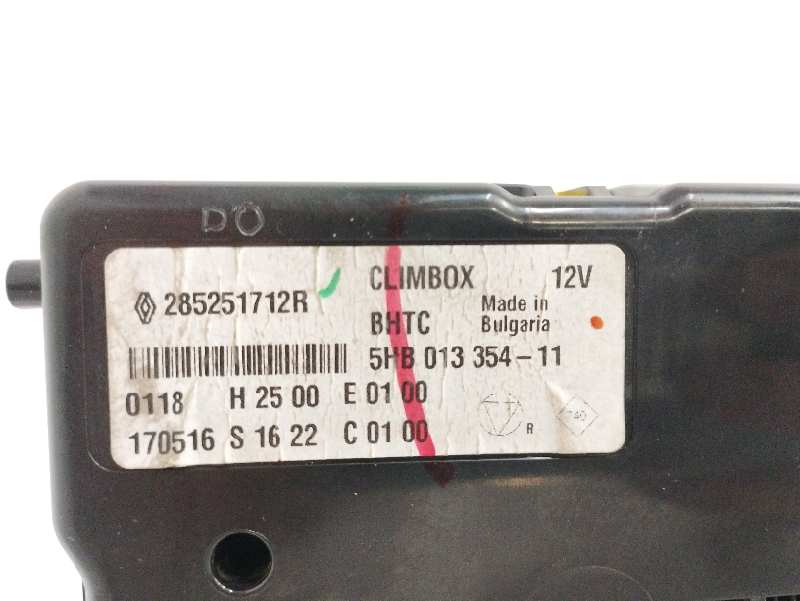 DO
285251712R CLIMBOX 12V
BHTC Made in Bulgaria
5HB 013 354-11
0118 H 25 00 E 01 00
170516 S 16 22 C 01 00
R